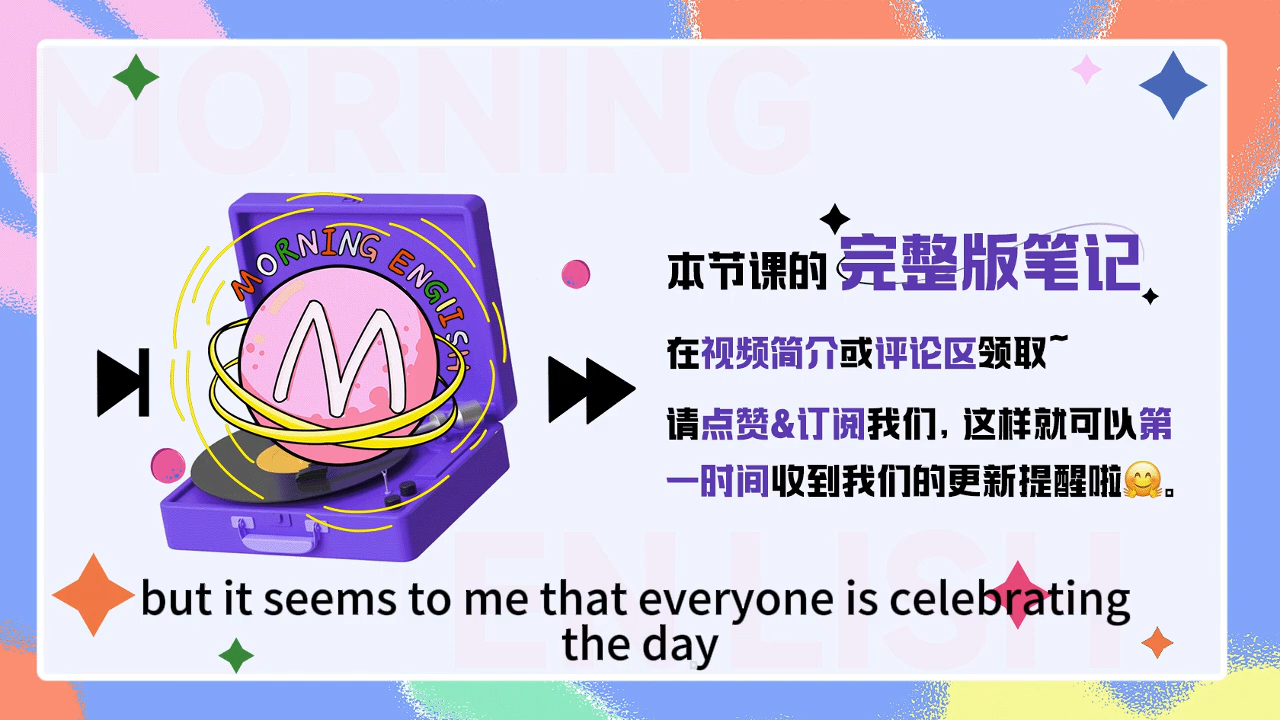 MORNING
MORNING ENGlISH
M
本节课的 完整版笔记
在视频简介或评论区领取~
请点赞&订阅我们, 这样就可以第
一时间收到我们的更新提醒啦🤗。
ENGLISH
but it seems to me that everyone is celebrating
the day